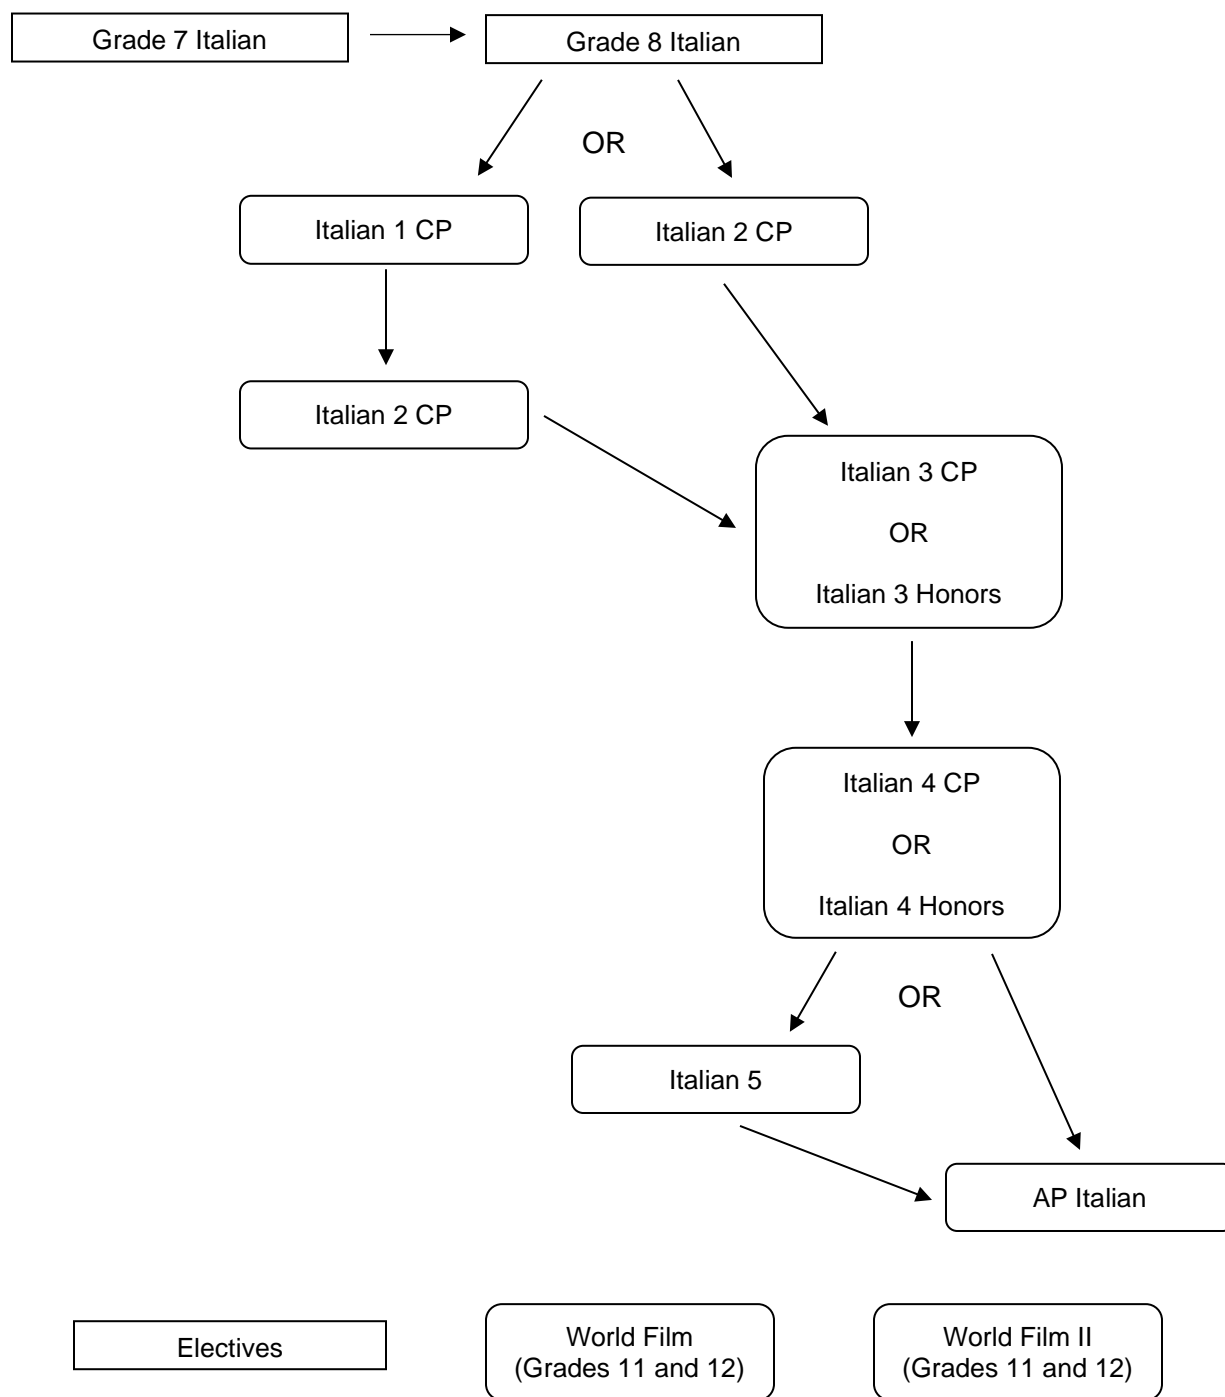 Grade 7 Italian
Grade 8 Italian
OR
Italian 1 CP
Italian 2 CP
Italian 2 CP
Italian 3 CP
OR
Italian 3 Honors
Italian 4 CP
OR
Italian 4 Honors
OR
Italian 5
AP Italian
Electives
World Film
(Grades 11 and 12)
World Film II
(Grades 11 and 12)